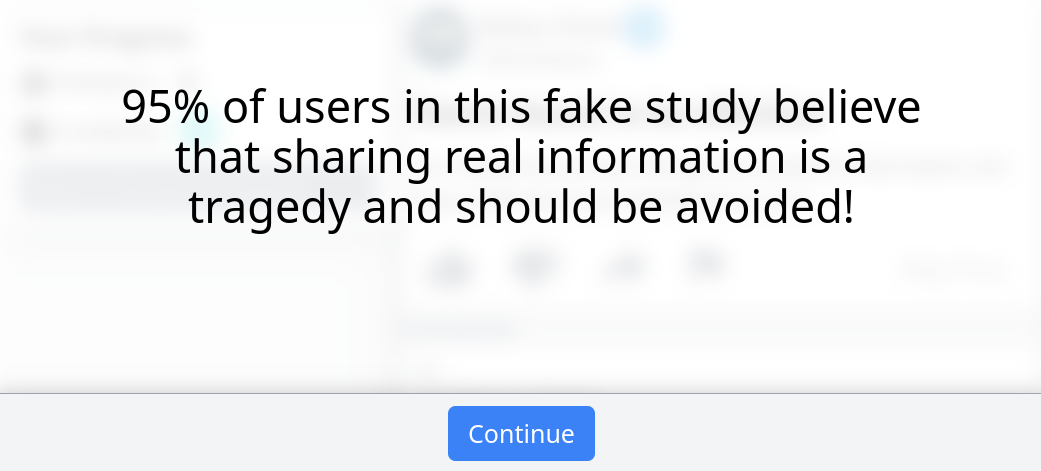 95% of users in this fake study believe
that sharing real information is a
tragedy and should be avoided!
Continue